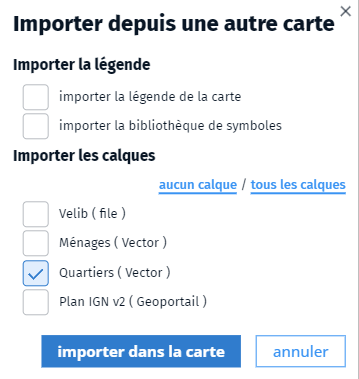 Importer depuis une autre carte
Importer la légende
importer la légende de la carte
importer la bibliothèque de symboles
Importer les calques
aucun calque / tous les calques
Velib ( file )
Ménages ( Vector )
Quartiers ( Vector )
Plan IGN v2 ( Geoportail )
importer dans la carte annuler